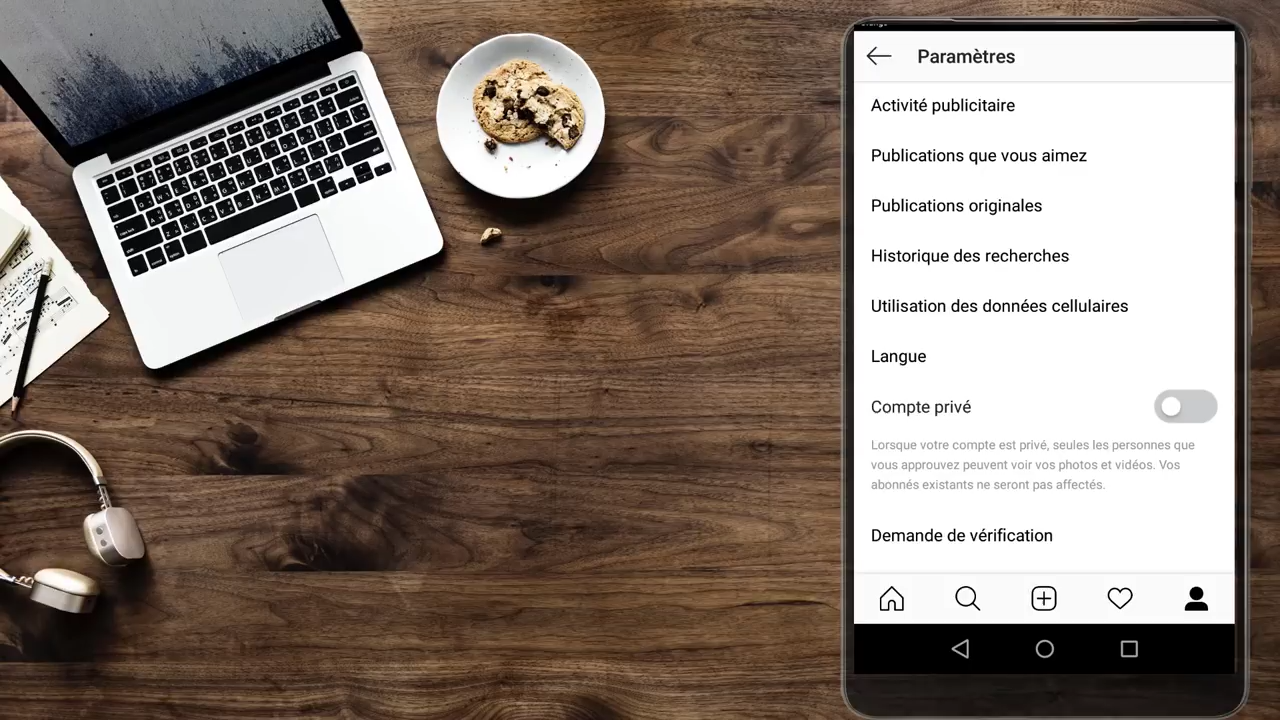 Paramètres
Activité publicitaire
Publications que vous aimez
Publications originales
Historique des recherches
Utilisation des données cellulaires
Langue
Compte privé
Lorsque votre compte est privé, seules les personnes que
vous approuvez peuvent voir vos photos et vidéos. Vos
abonnés existants ne seront pas affectés.
Demande de vérification